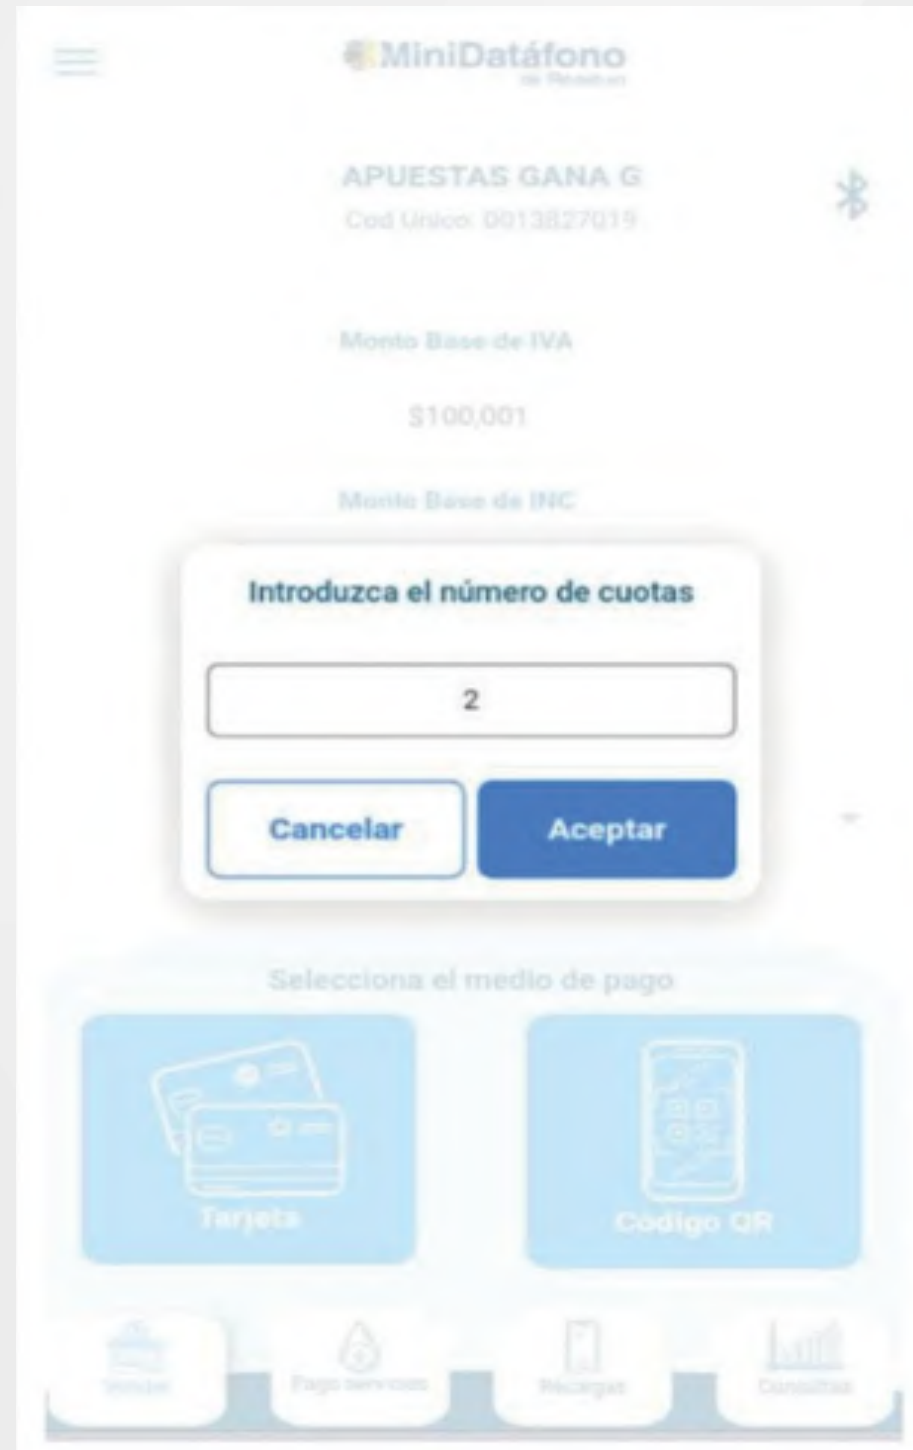 MiniDatáfono
APUESTAS GANA G
Cod Unico: 0013827019
Monto Base de IVA
$100,001
Monto Base de INC
Introduzca el número de cuotas
2
Cancelar
Aceptar
Selecciona el medio de pago
Tarjeta
Código QR
Vender
Pago servicios
Recargas
Consultas